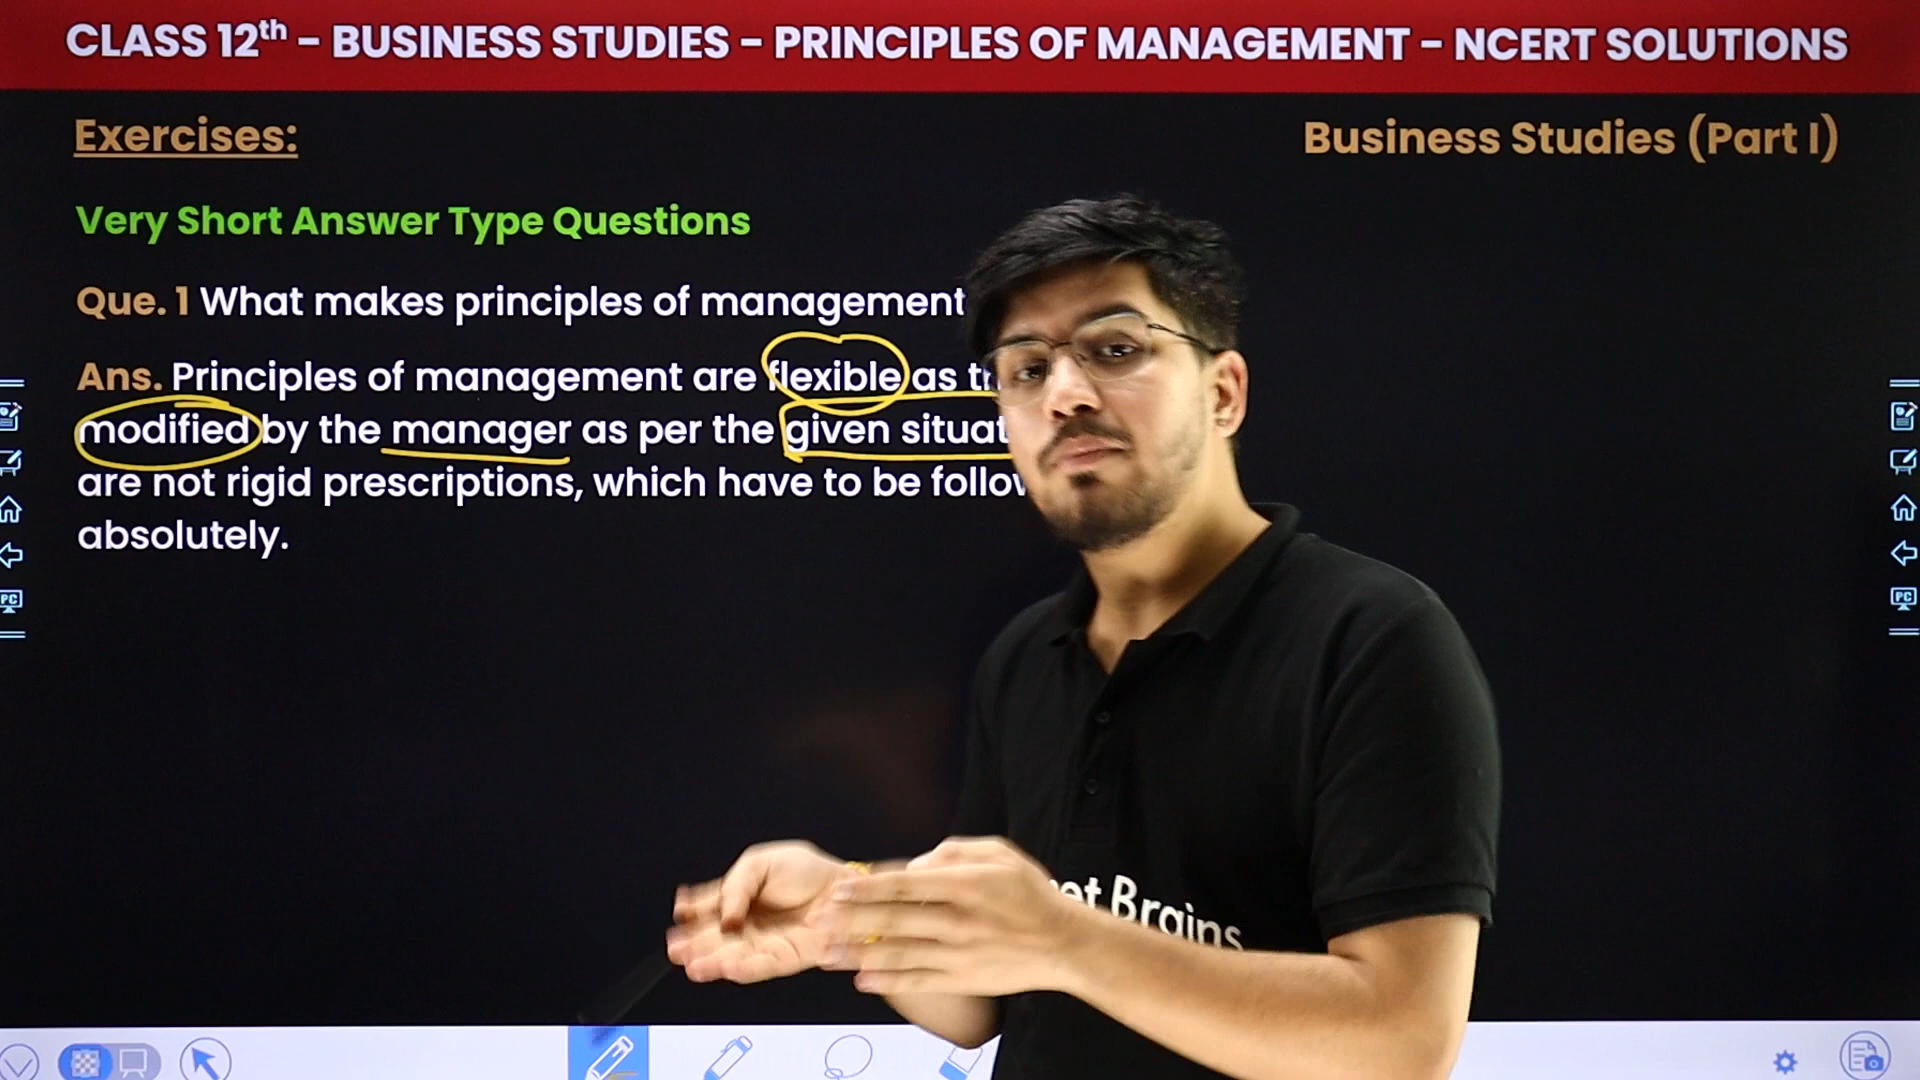 CLASS 12th - BUSINESS STUDIES - PRINCIPLES OF MANAGEMENT - NCERT SOLUTIONS
Exercises:
Business Studies (Part I)
Very Short Answer Type Questions
Que. 1 What makes principles of management
Ans. Principles of management are flexible as
modified by the manager as per the given
are not rigid prescriptions, which have to be
absolutely.
Brains
PC
PC